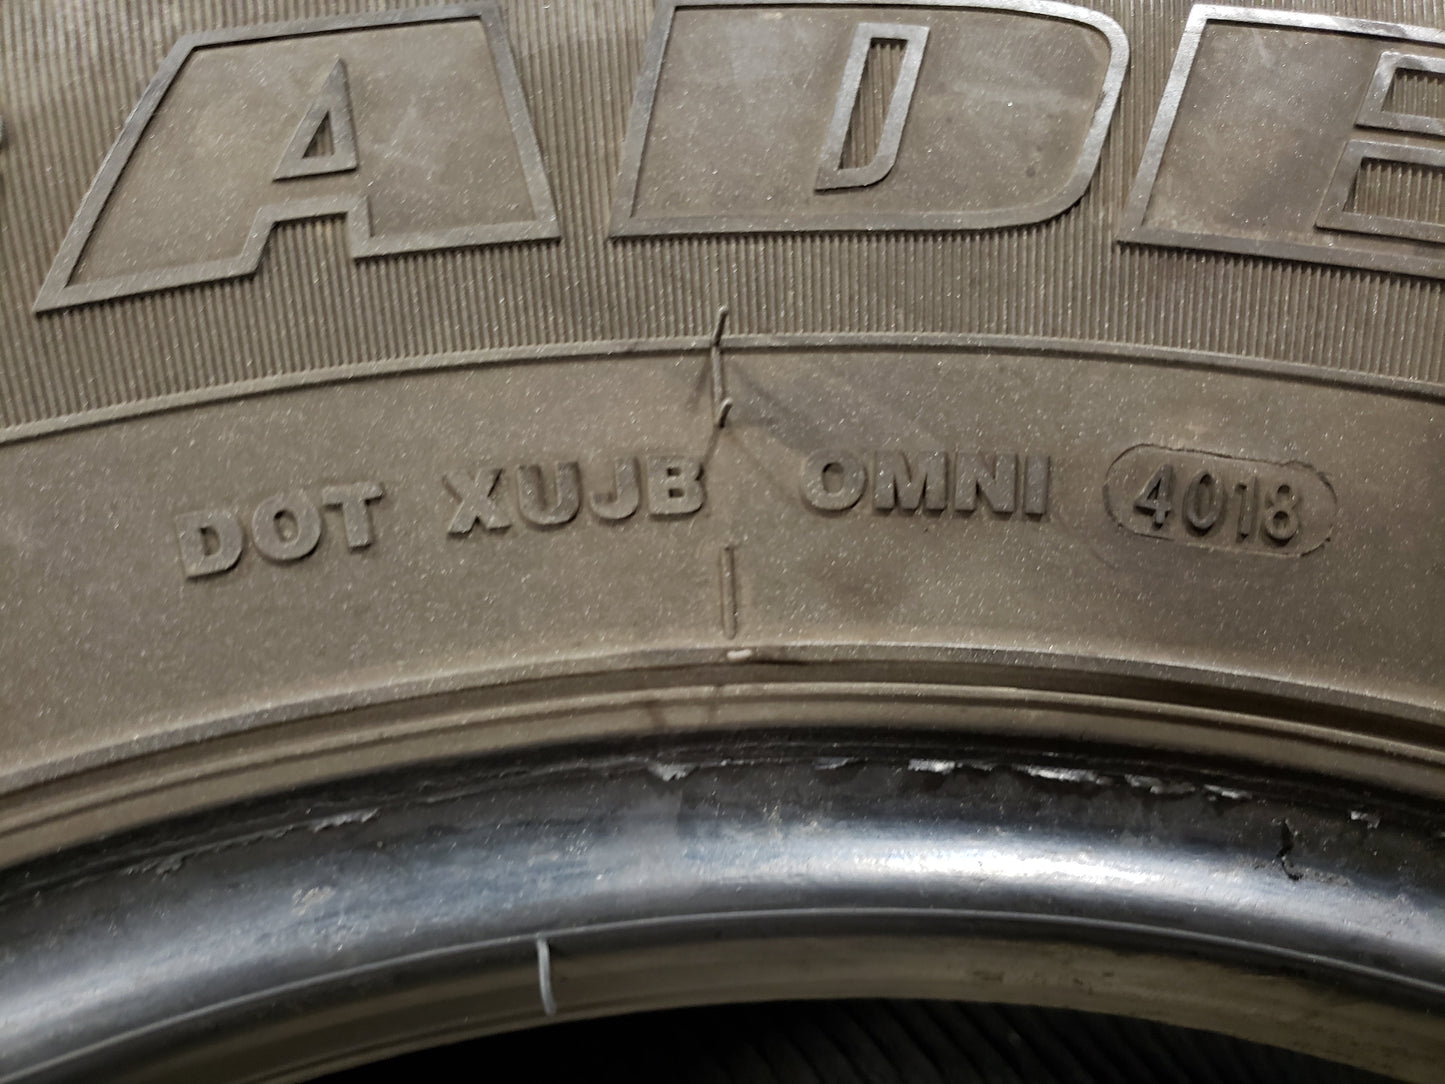 ADE
DOT XUJB OMNI 4018